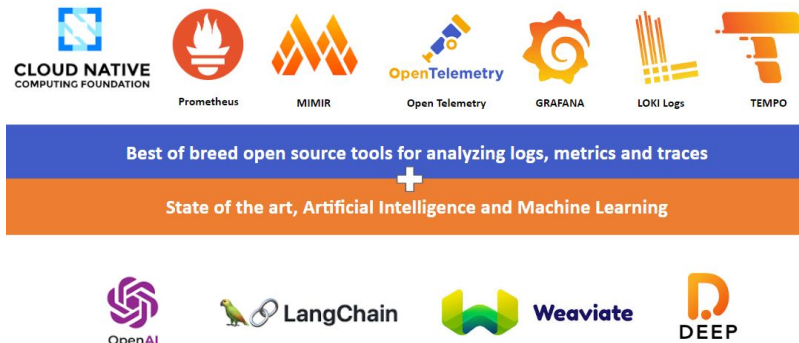 CLOUD NATIVE
COMPUTING FOUNDATION
OpenTelemetry
Prometheus
MIMIR
Open Telemetry
GRAFANA
LOKI Logs
TEMPO
Best of breed open source tools for analyzing logs, metrics and traces
State of the art, Artificial Intelligence and Machine Learning
OpenAI
LangChain
Weaviate
DEEP